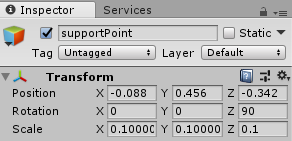 Inspector Services
supportPoint Static
Tag Untagged Layer Default
Transform
Position X -0.088 Y 0.456 Z -0.342
Rotation X 0 Y 0 Z 90
Scale X 0.10000 Y 0.10000 Z 0.1